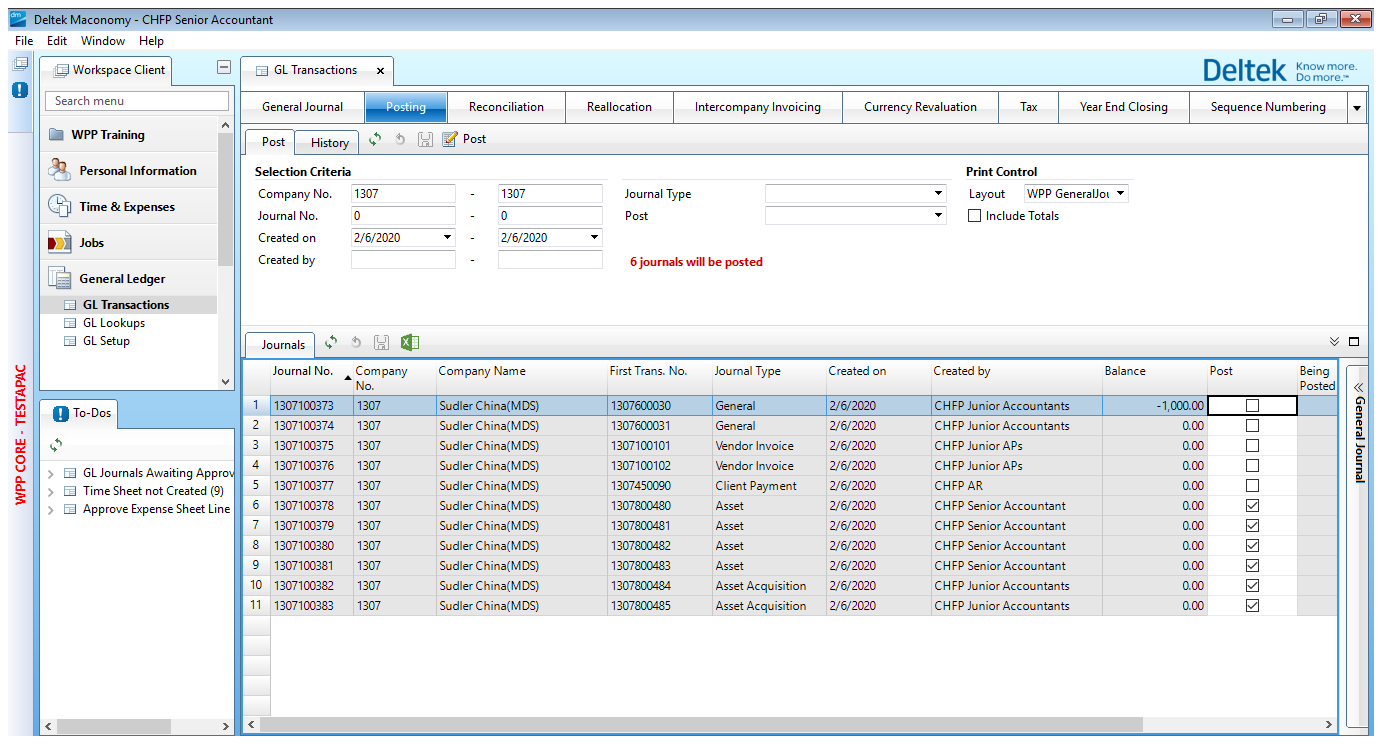 Deltek Maconomy - CHFP Senior Accountant
File Edit Window Help
Workspace Client
Search menu
WPP Training
Personal Information
Time & Expenses
Jobs
General Ledger
GL Transactions
GL Lookups
GL Setup
WPP CORE - TESTAPAC
To-Dos
GL Journals Awaiting Approv
Time Sheet not Created (9)
Approve Expense Sheet Line
GL Transactions
Deltek Know more.
Do more.™
General Journal Posting Reconciliation Reallocation Intercompany Invoicing Currency Revaluation Tax Year End Closing Sequence Numbering
Post History Post
Selection Criteria Print Control
Company No. 1307 - 1307 Journal Type Layout WPP GeneralJou
Journal No. 0 - 0 Post Include Totals
Created on 2/6/2020 - 2/6/2020
Created by - 6 journals will be posted
Journals
Journal No. Company No. Company Name First Trans. No. Journal Type Created on Created by Balance Post Being Posted
1 1307100373 1307 Sudler China(MDS) 1307600030 General 2/6/2020 CHFP Junior Accountants -1,000.00
2 1307100374 1307 Sudler China(MDS) 1307600031 General 2/6/2020 CHFP Junior Accountants 0.00
3 1307100375 1307 Sudler China(MDS) 1307100101 Vendor Invoice 2/6/2020 CHFP Junior APs 0.00
4 1307100376 1307 Sudler China(MDS) 1307100102 Vendor Invoice 2/6/2020 CHFP Junior APs 0.00
5 1307100377 1307 Sudler China(MDS) 1307450090 Client Payment 2/6/2020 CHFP AR 0.00
6 1307100378 1307 Sudler China(MDS) 1307800480 Asset 2/6/2020 CHFP Senior Accountant 0.00
7 1307100379 1307 Sudler China(MDS) 1307800481 Asset 2/6/2020 CHFP Senior Accountant 0.00
8 1307100380 1307 Sudler China(MDS) 1307800482 Asset 2/6/2020 CHFP Senior Accountant 0.00
9 1307100381 1307 Sudler China(MDS) 1307800483 Asset 2/6/2020 CHFP Senior Accountant 0.00
10 1307100382 1307 Sudler China(MDS) 1307800484 Asset Acquisition 2/6/2020 CHFP Junior Accountants 0.00
11 1307100383 1307 Sudler China(MDS) 1307800485 Asset Acquisition 2/6/2020 CHFP Junior Accountants 0.00
General Journal